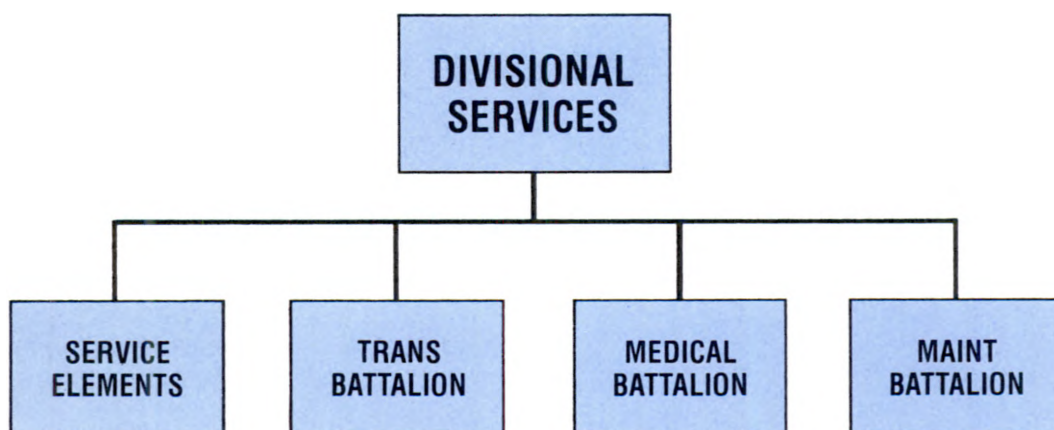 DIVISIONAL
SERVICES
SERVICE
ELEMENTS
TRANS
BATTALION
MEDICAL
BATTALION
MAINT
BATTALION